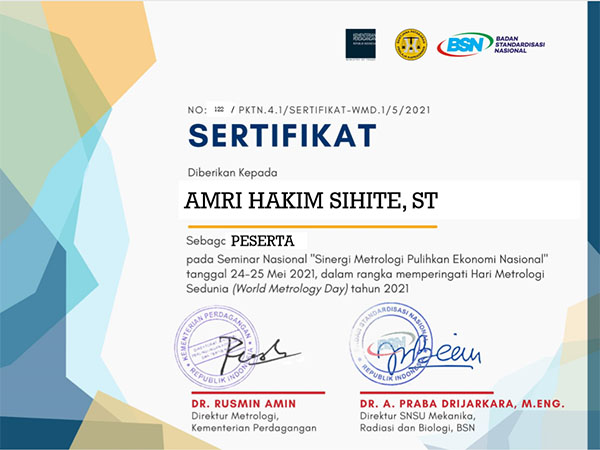 KEMENTERIAN
PERDAGANGAN
REPUBLIK INDONESIA
BSN BADAN
STANDARDISASI
NASIONAL
NO: 122 / PKTN.4.1/SERTIFIKAT-WMD.1/5/2021
SERTIFIKAT
Diberikan Kepada
AMRI HAKIM SIHITE, ST
Sebagc PESERTA
pada Seminar Nasional "Sinergi Metrologi Pulihkan Ekonomi Nasional"
tanggal 24-25 Mei 2021, dalam rangka memperingati Hari Metrologi
Sedunia (World Metrology Day) tahun 2021
KEMENTERIAN PERDAGANGAN
REPUBLIK INDONESIA
STANDARDISASI NASIONAL
BSN
REPUBLIK INDONESIA
DR. RUSMIN AMIN
Direktur Metrologi,
Kementerian Perdagangan
DR. A. PRABA DRIJARKARA, M.ENG.
Direktur SNSU Mekanika,
Radiasi dan Biologi, BSN